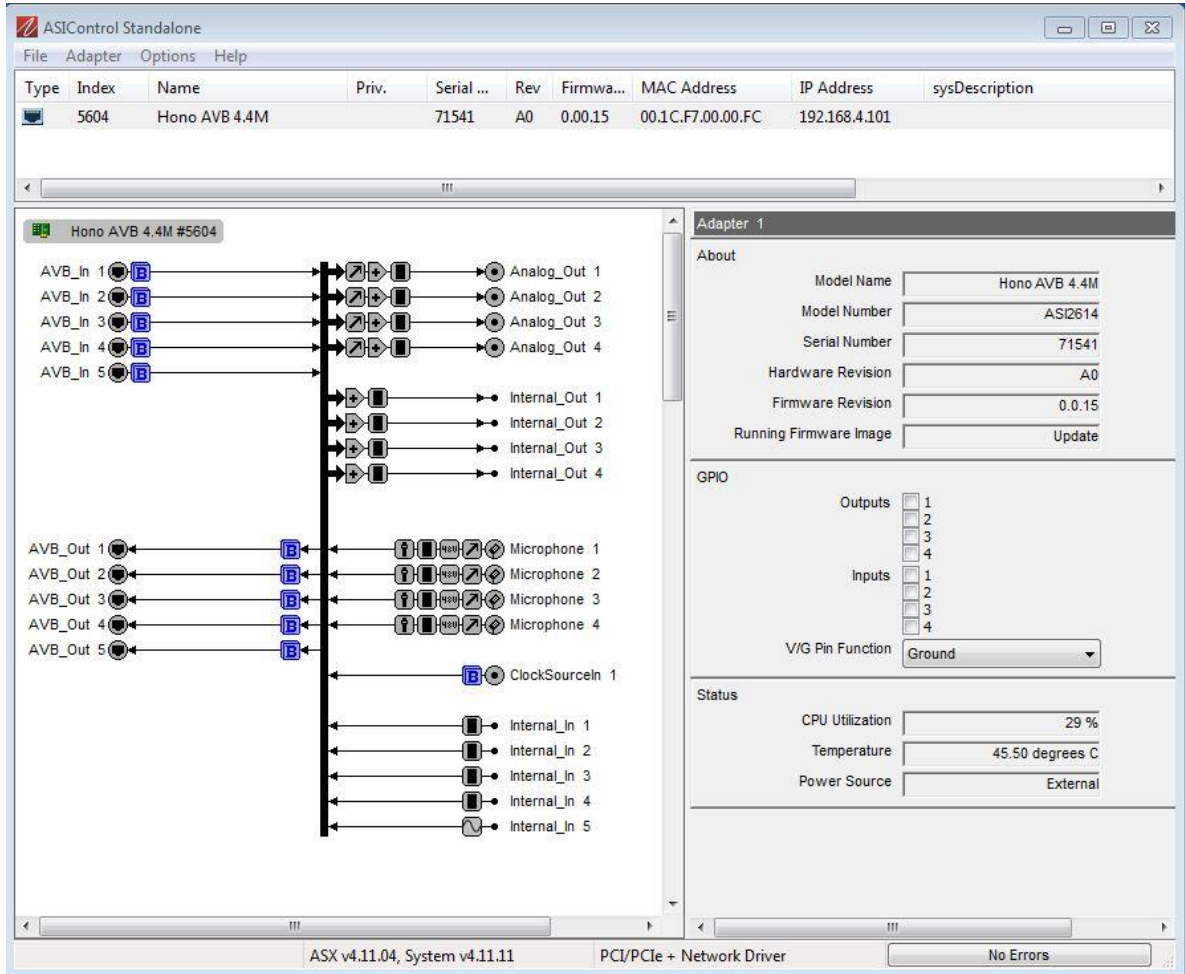 ASIControl Standalone
File Adapter Options Help
Type Index Name Priv. Serial ... Rev Firmwa... MAC Address IP Address sysDescription
5604 Hono AVB 4.4M 71541 A0 0.00.15 00.1C.F7.00.00.FC 192.168.4.101
Hono AVB 4.4M #5604
AVB_In 1 B Analog_Out 1
AVB_In 2 B Analog_Out 2
AVB_In 3 B Analog_Out 3
AVB_In 4 B Analog_Out 4
AVB_In 5 B
Internal_Out 1
Internal_Out 2
Internal_Out 3
Internal_Out 4
AVB_Out 1 B 48V Microphone 1
AVB_Out 2 B 48V Microphone 2
AVB_Out 3 B 48V Microphone 3
AVB_Out 4 B 48V Microphone 4
AVB_Out 5 B
B ClockSourceIn 1
Internal_In 1
Internal_In 2
Internal_In 3
Internal_In 4
Internal_In 5
Adapter 1
About
Model Name Hono AVB 4.4M
Model Number ASI2614
Serial Number 71541
Hardware Revision A0
Firmware Revision 0.0.15
Running Firmware Image Update
GPIO
Outputs 1
2
3
4
Inputs 1
2
3
4
V/G Pin Function Ground
Status
CPU Utilization 29 %
Temperature 45.50 degrees C
Power Source External
ASX v4.11.04, System v4.11.11 PCI/PCIe + Network Driver No Errors